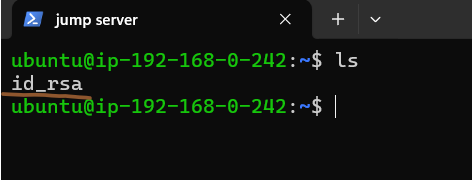 jump server
ubuntu@ip-192-168-0-242:~$ ls
id_rsa
ubuntu@ip-192-168-0-242:~$